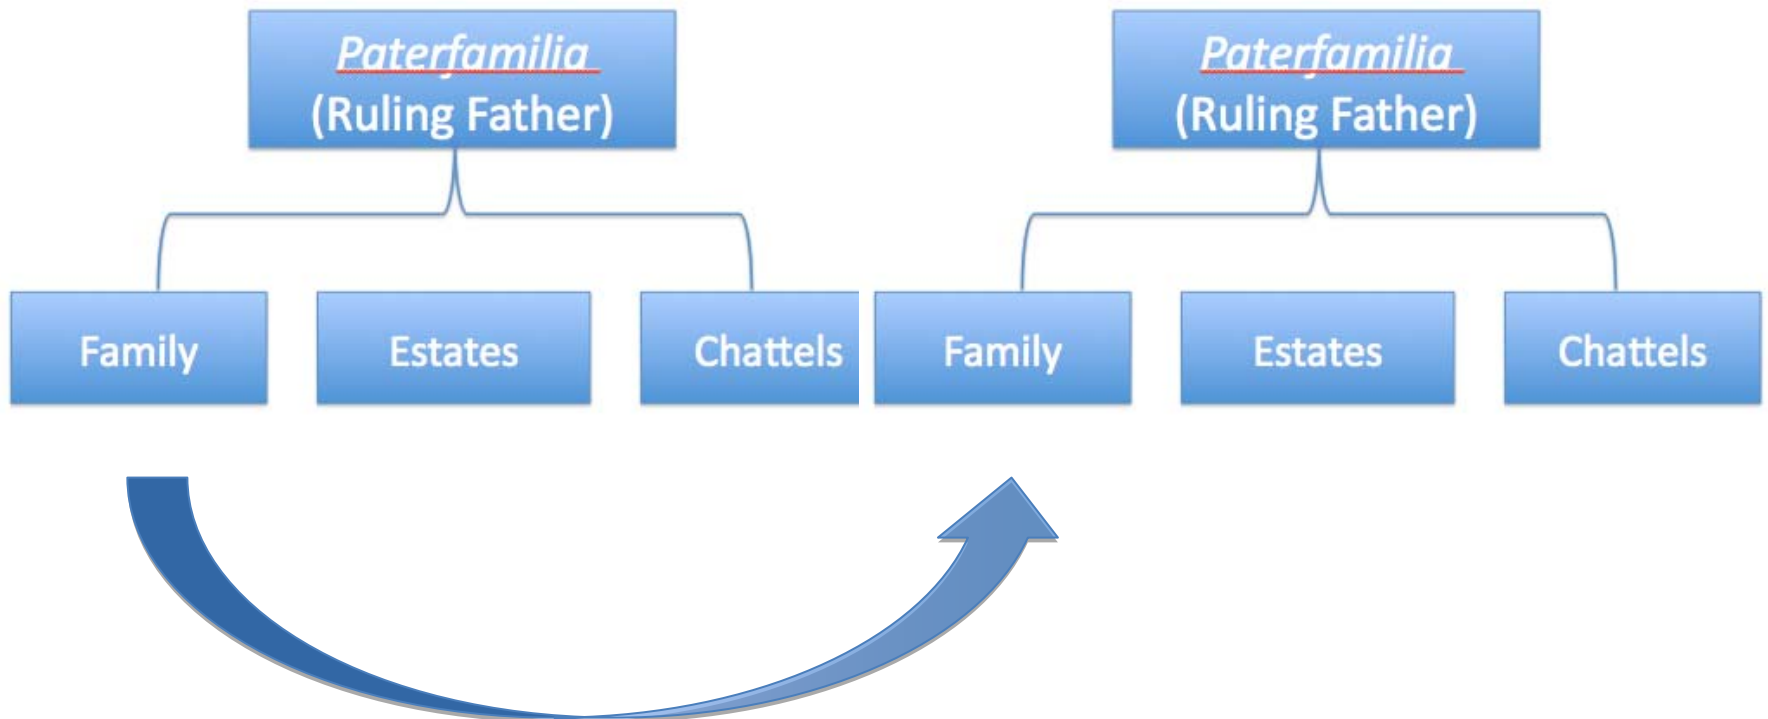 Paterfamilia
(Ruling Father)
Family
Estates
Chattels
Paterfamilia
(Ruling Father)
Family
Estates
Chattels